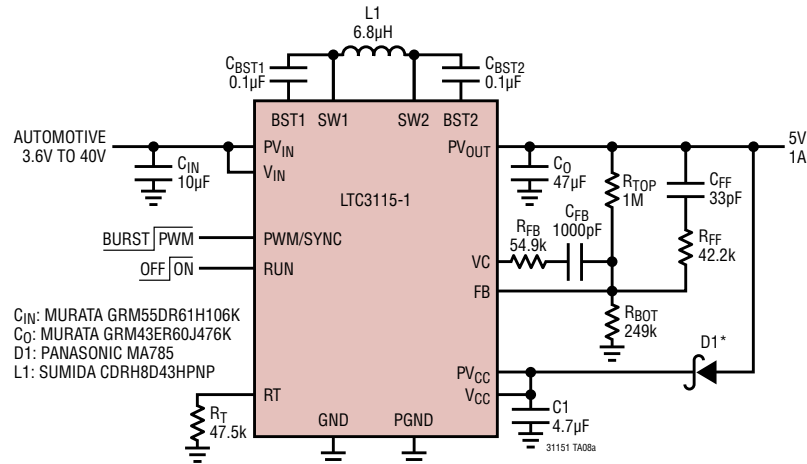 L1
6.8µH
CBST1
0.1µF
CBST2
0.1µF
BST1 SW1 SW2 BST2
AUTOMOTIVE
3.6V TO 40V
CIN
10µF
PVIN
VIN
PVOUT
LTC3115-1
CO
47µF
RTOP
1M
CFF
33pF
5V
1A
RFB
54.9k
CFB
1000pF
RFF
42.2k
BURST PWM
PWM/SYNC
OFF ON
RUN
VC
FB
RBOT
249k
D1*
CIN: MURATA GRM55DR61H106K
CO: MURATA GRM43ER60J476K
D1: PANASONIC MA785
L1: SUMIDA CDRH8D43HPNP
PVCC
VCC
RT
RT
47.5k
GND PGND
C1
4.7µF
31151 TA08a